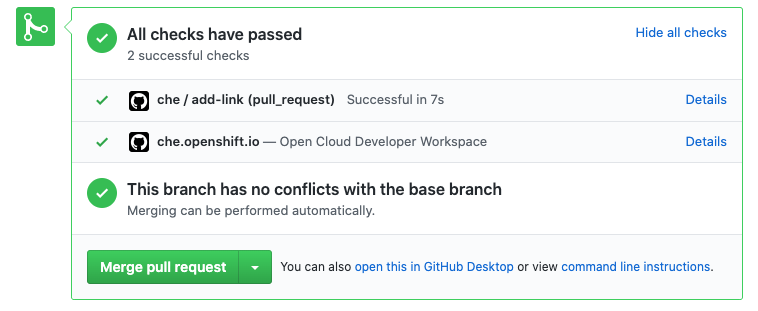 All checks have passed
Hide all checks
2 successful checks
che / add-link (pull_request) Successful in 7s
Details
che.openshift.io — Open Cloud Developer Workspace
Details
This branch has no conflicts with the base branch
Merging can be performed automatically.
Merge pull request
You can also open this in GitHub Desktop or view command line instructions.